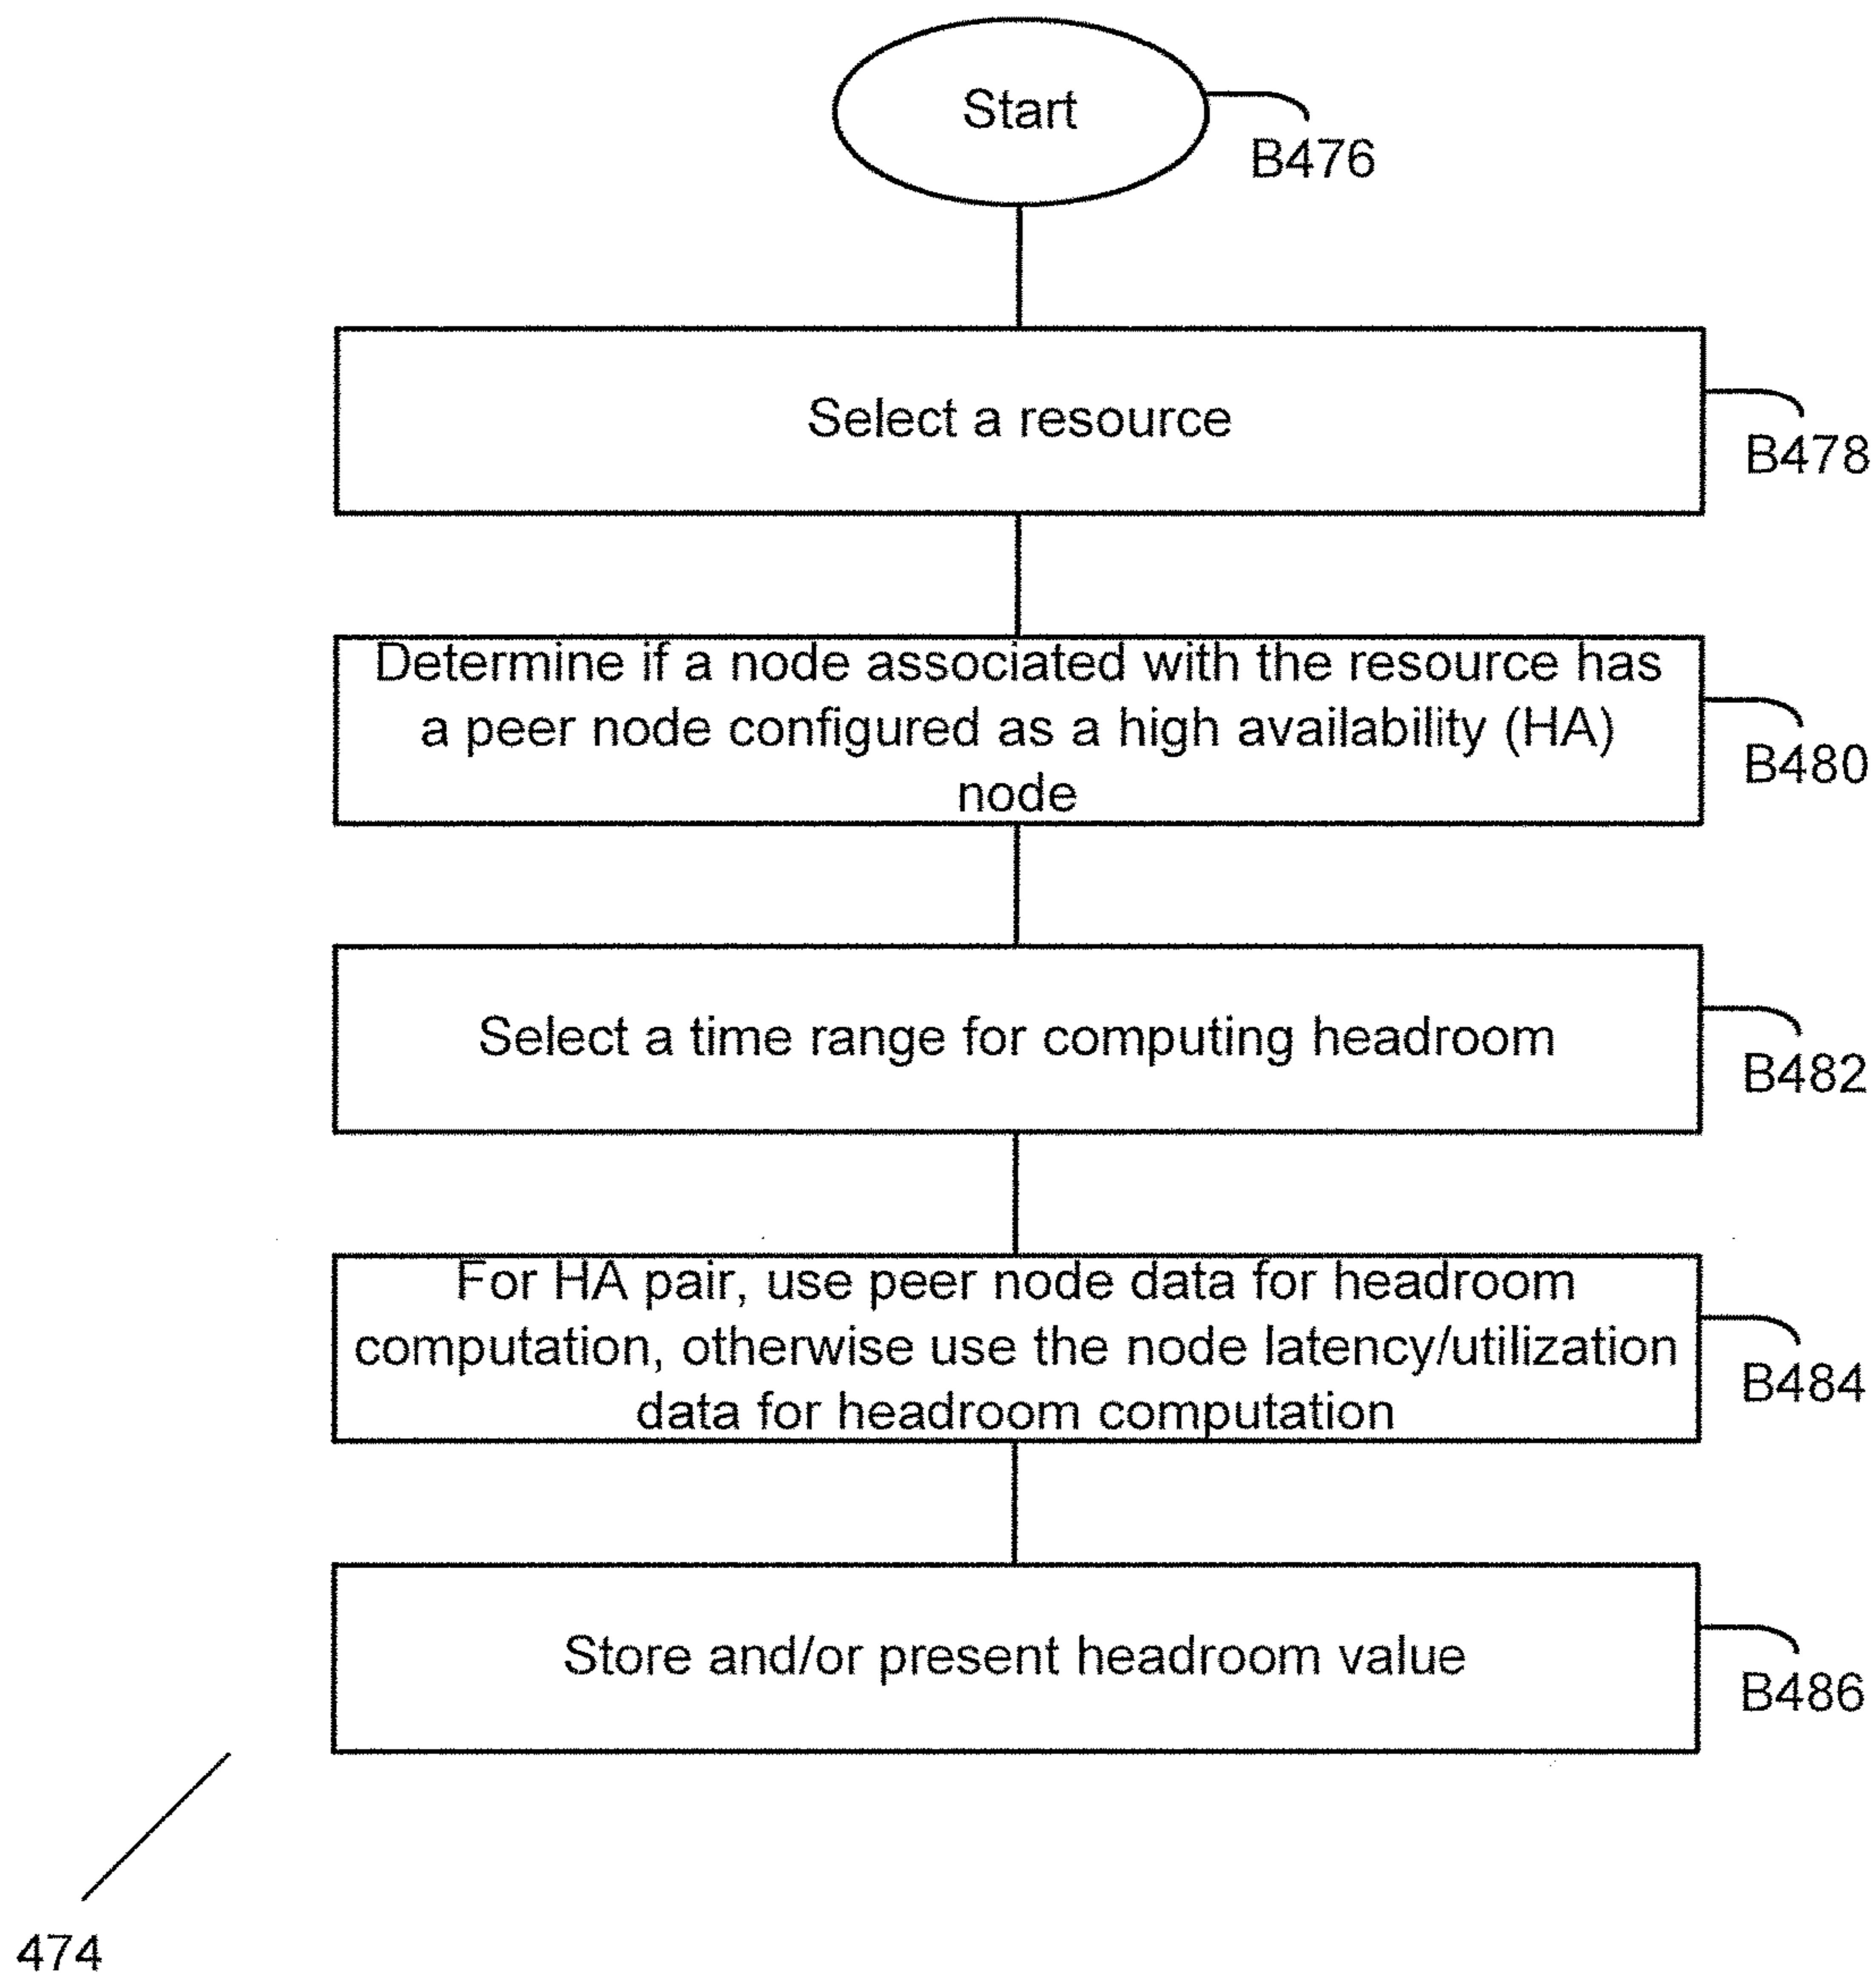 Start
B476
Select a resource
B478
Determine if a node associated with the resource has
a peer node configured as a high availability (HA)
node
B480
Select a time range for computing headroom
B482
For HA pair, use peer node data for headroom
computation, otherwise use the node latency/utilization
data for headroom computation
B484
Store and/or present headroom value
B486
474